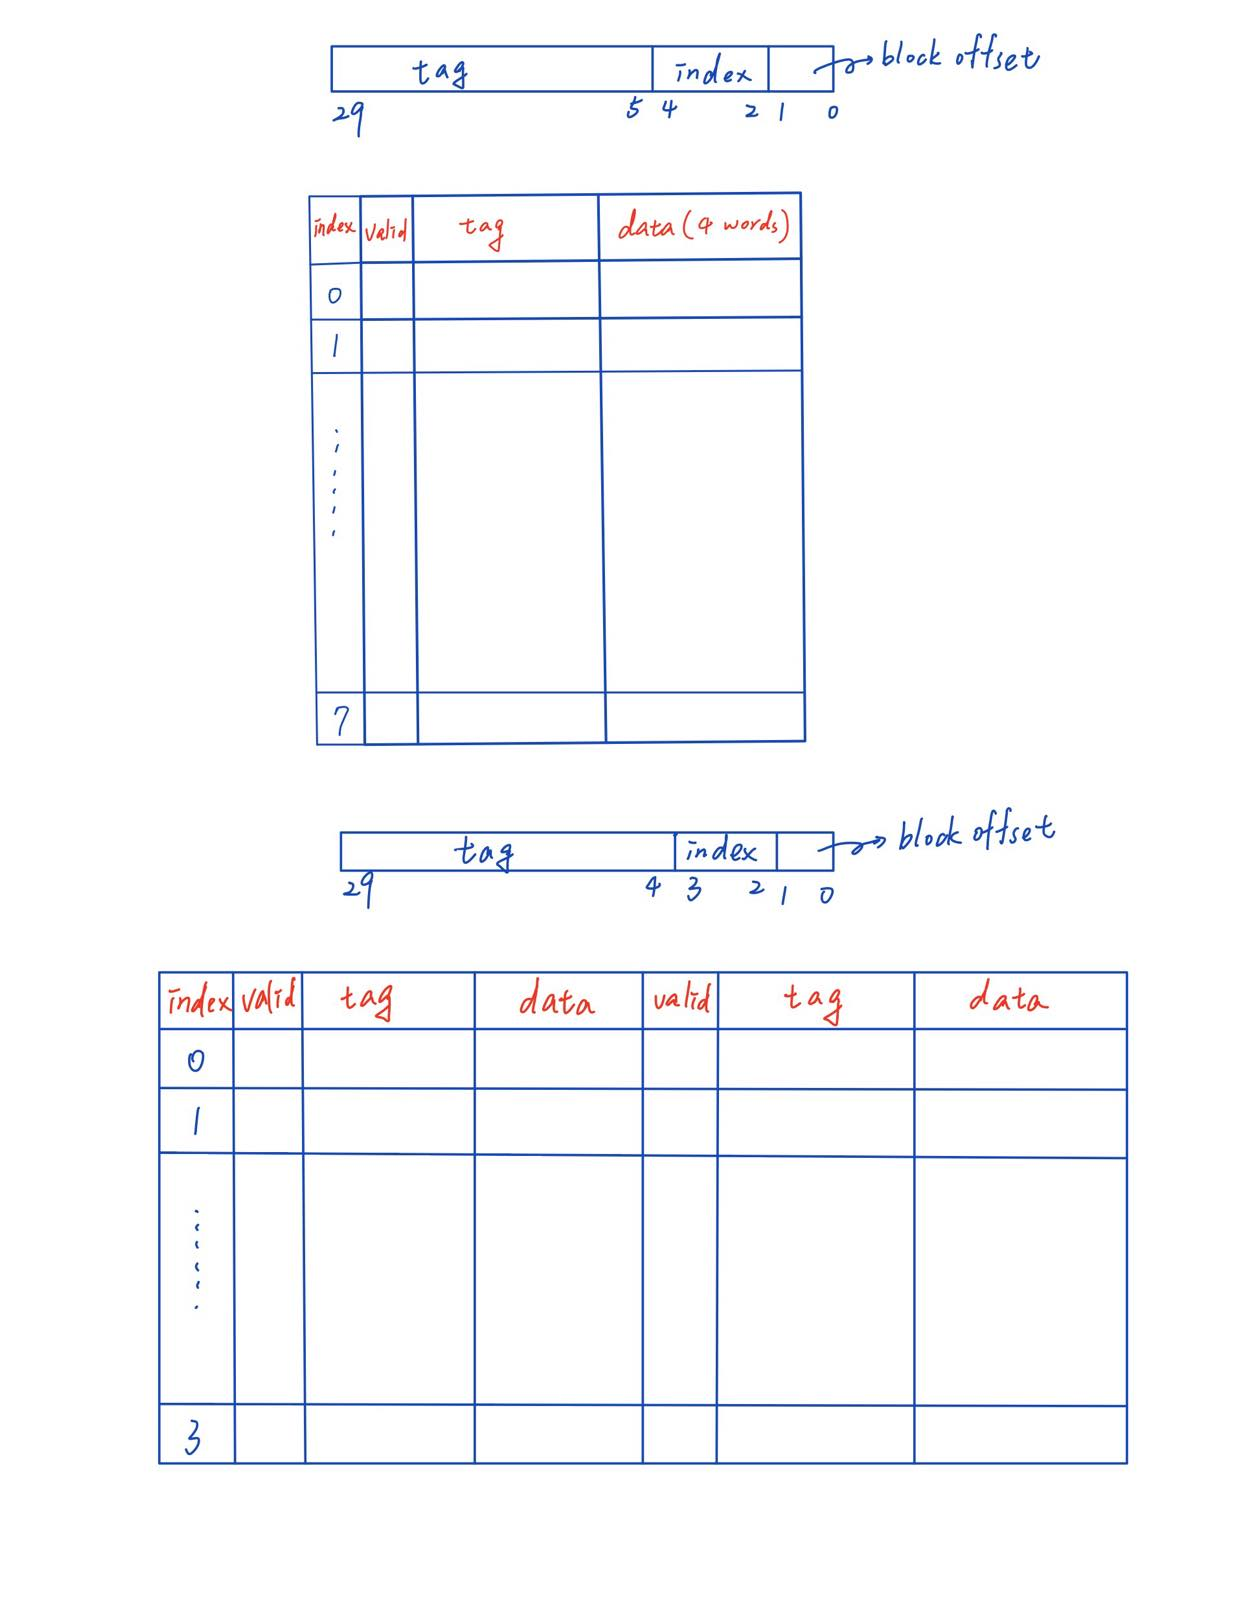 tag index block offset
29 5 4 2 1 0
index valid tag data (4 words)
0
1
7
tag index block offset
29 4 3 2 1 0
index valid tag data valid tag data
0
1
3